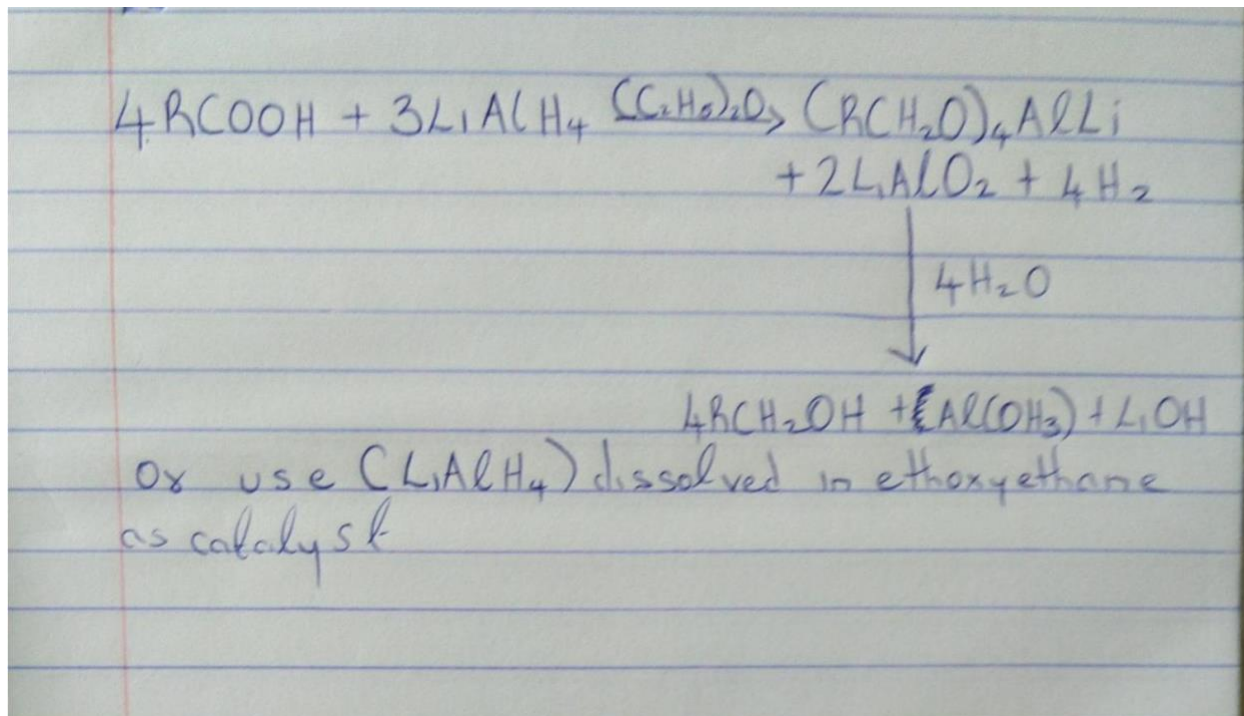 4RCOOH + 3LiAlH₄ (C₂H₅)₂O→ (RCH₂O)₄AlLi
+ 2LiAlO₂ + 4H₂
4H₂O
4RCH₂OH + (Al(OH₃) + LiOH
Or use (LiAlH₄) dissolved in ethoxyethane
as catalyst